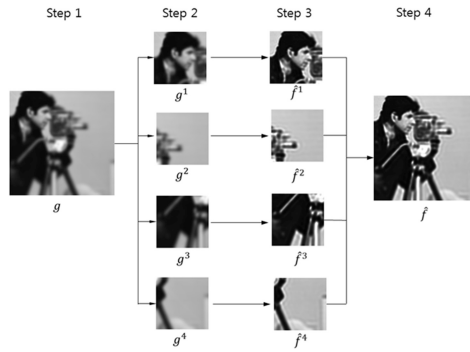 Step 1 Step 2 Step 3 Step 4
g¹ f̂¹
g f̂
g² f̂²
g³ f̂³
g⁴ f̂⁴